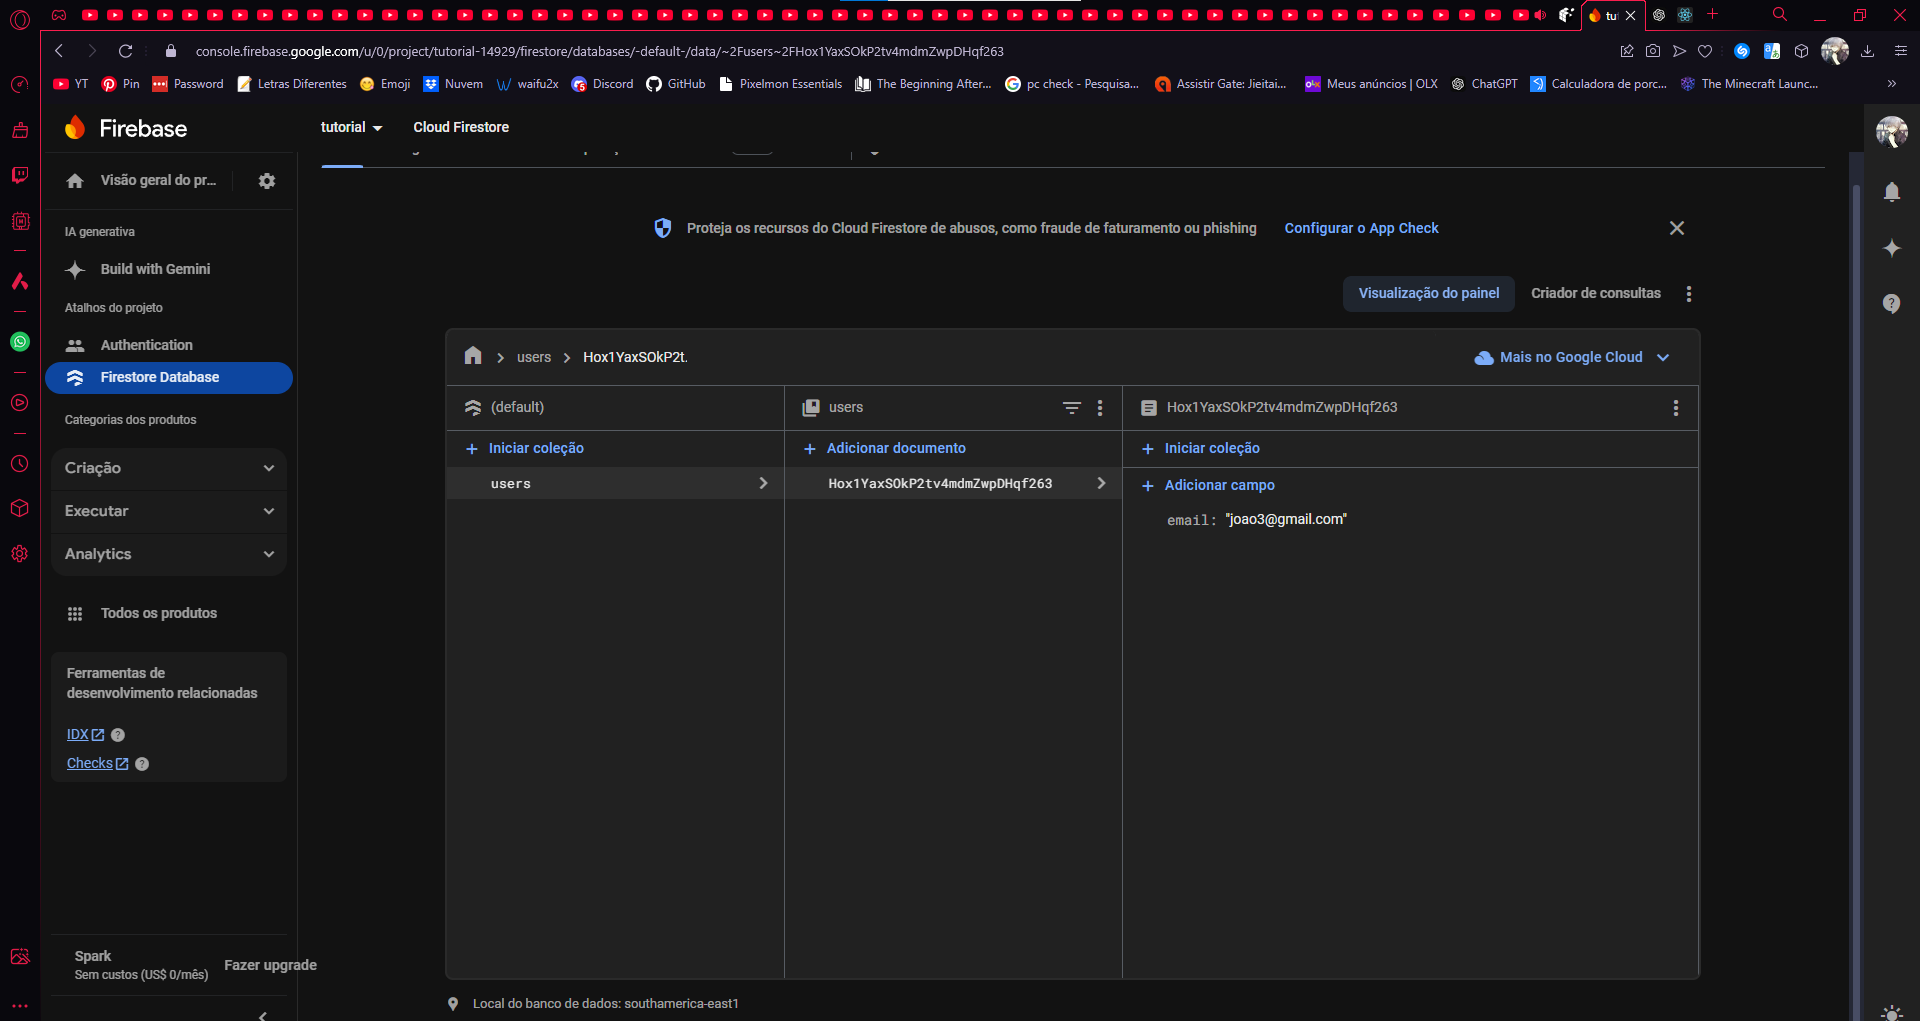 tu
console.firebase.google.com/u/0/project/tutorial-14929/firestore/databases/-default-/data/~2Fusers~2FHox1YaxSOkP2tv4mdmZwpDHqf263
YT Pin Password Letras Diferentes Emoji Nuvem waifu2x Discord GitHub Pixelmon Essentials The Beginning After... pc check - Pesquisa... Assistir Gate: Jieitai... Meus anúncios | OLX ChatGPT Calculadora de porc... The Minecraft Launc... »
Firebase
tutorial
Cloud Firestore
Visão geral do pr...
IA generativa
Build with Gemini
Atalhos do projeto
Authentication
Firestore Database
Categorias dos produtos
Criação
Executar
Analytics
Todos os produtos
Ferramentas de
desenvolvimento relacionadas
IDX
Checks
Spark
Sem custos (US$ 0/mês)
Fazer upgrade
Proteja os recursos do Cloud Firestore de abusos, como fraude de faturamento ou phishing
Configurar o App Check
Visualização do painel
Criador de consultas
users
Hox1YaxSOkP2t.
Mais no Google Cloud
(default)
Iniciar coleção
users
users
Adicionar documento
Hox1YaxSOkP2tv4mdmZwpDHqf263
Hox1YaxSOkP2tv4mdmZwpDHqf263
Iniciar coleção
Adicionar campo
email: "joao3@gmail.com"
Local do banco de dados: southamerica-east1